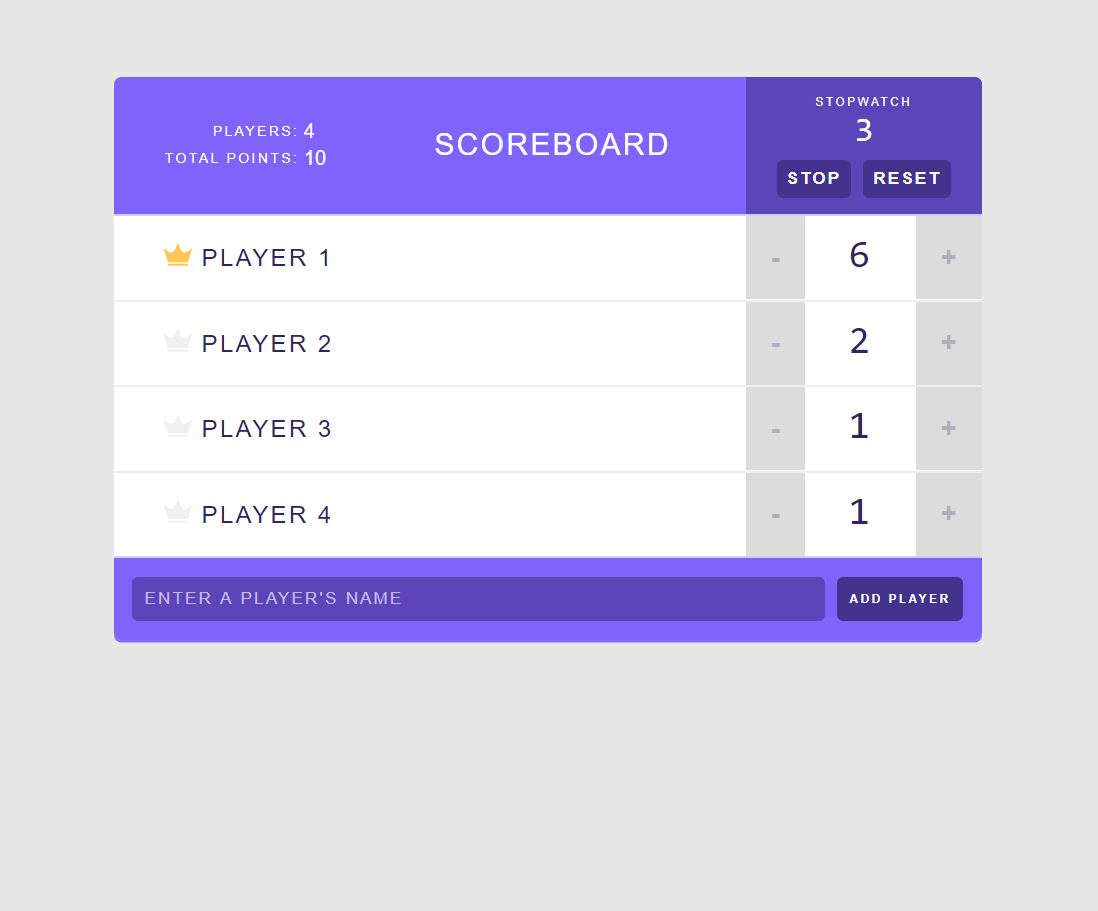 PLAYERS: 4
TOTAL POINTS: 10
SCOREBOARD
STOPWATCH
3
STOP RESET
PLAYER 1 - 6 +
PLAYER 2 - 2 +
PLAYER 3 - 1 +
PLAYER 4 - 1 +
ENTER A PLAYER'S NAME ADD PLAYER